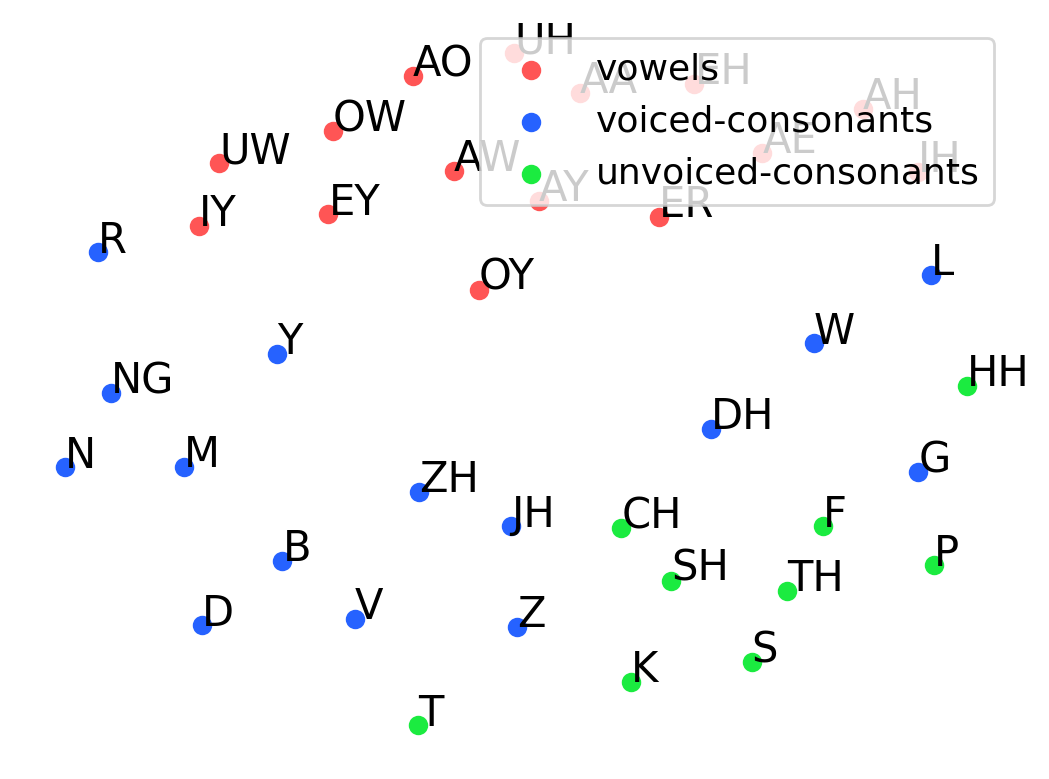 UH
AO
vowels
EH
AA
AH
OW
voiced-consonants
UW
AW
AE
IH
unvoiced-consonants
IY
EY
AY
ER
R
OY
L
Y
W
NG
HH
DH
N
M
ZH
G
JH
CH
F
B
SH
TH
P
D
V
Z
S
K
T